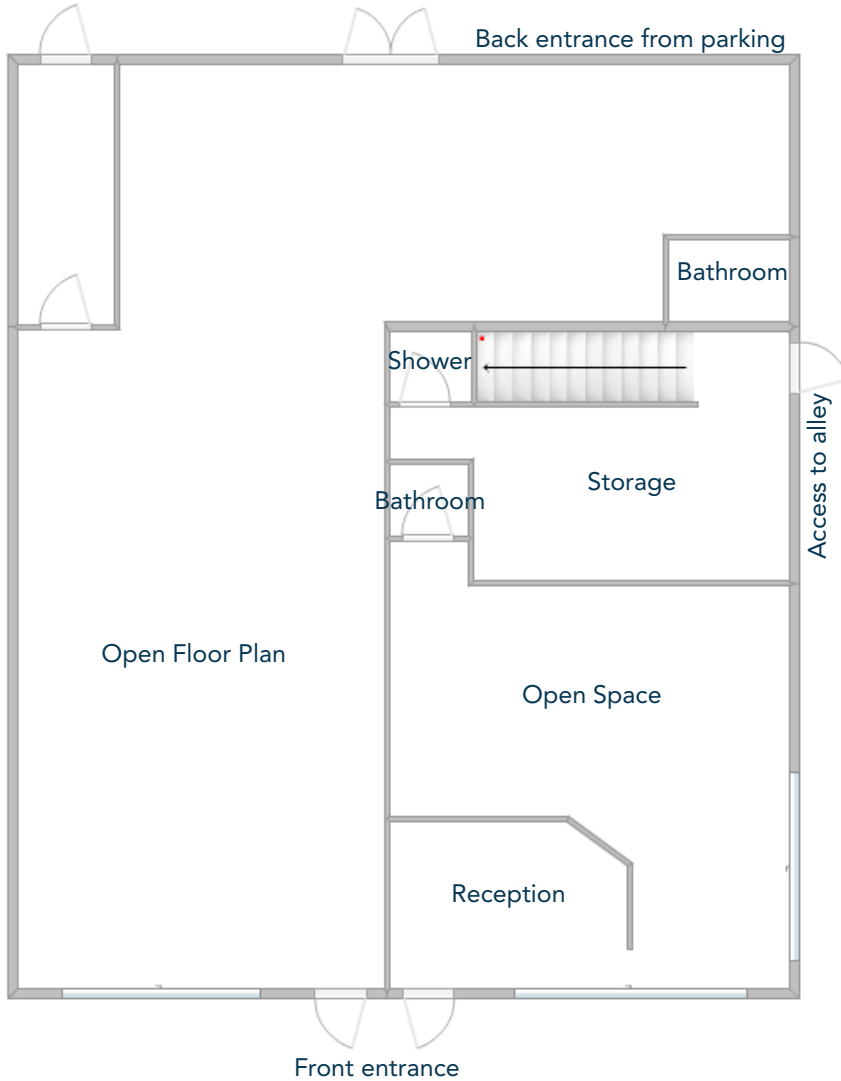 Back entrance from parking
Bathroom
Shower
Storage
Bathroom
Access to alley
Open Floor Plan
Open Space
Reception
Front entrance